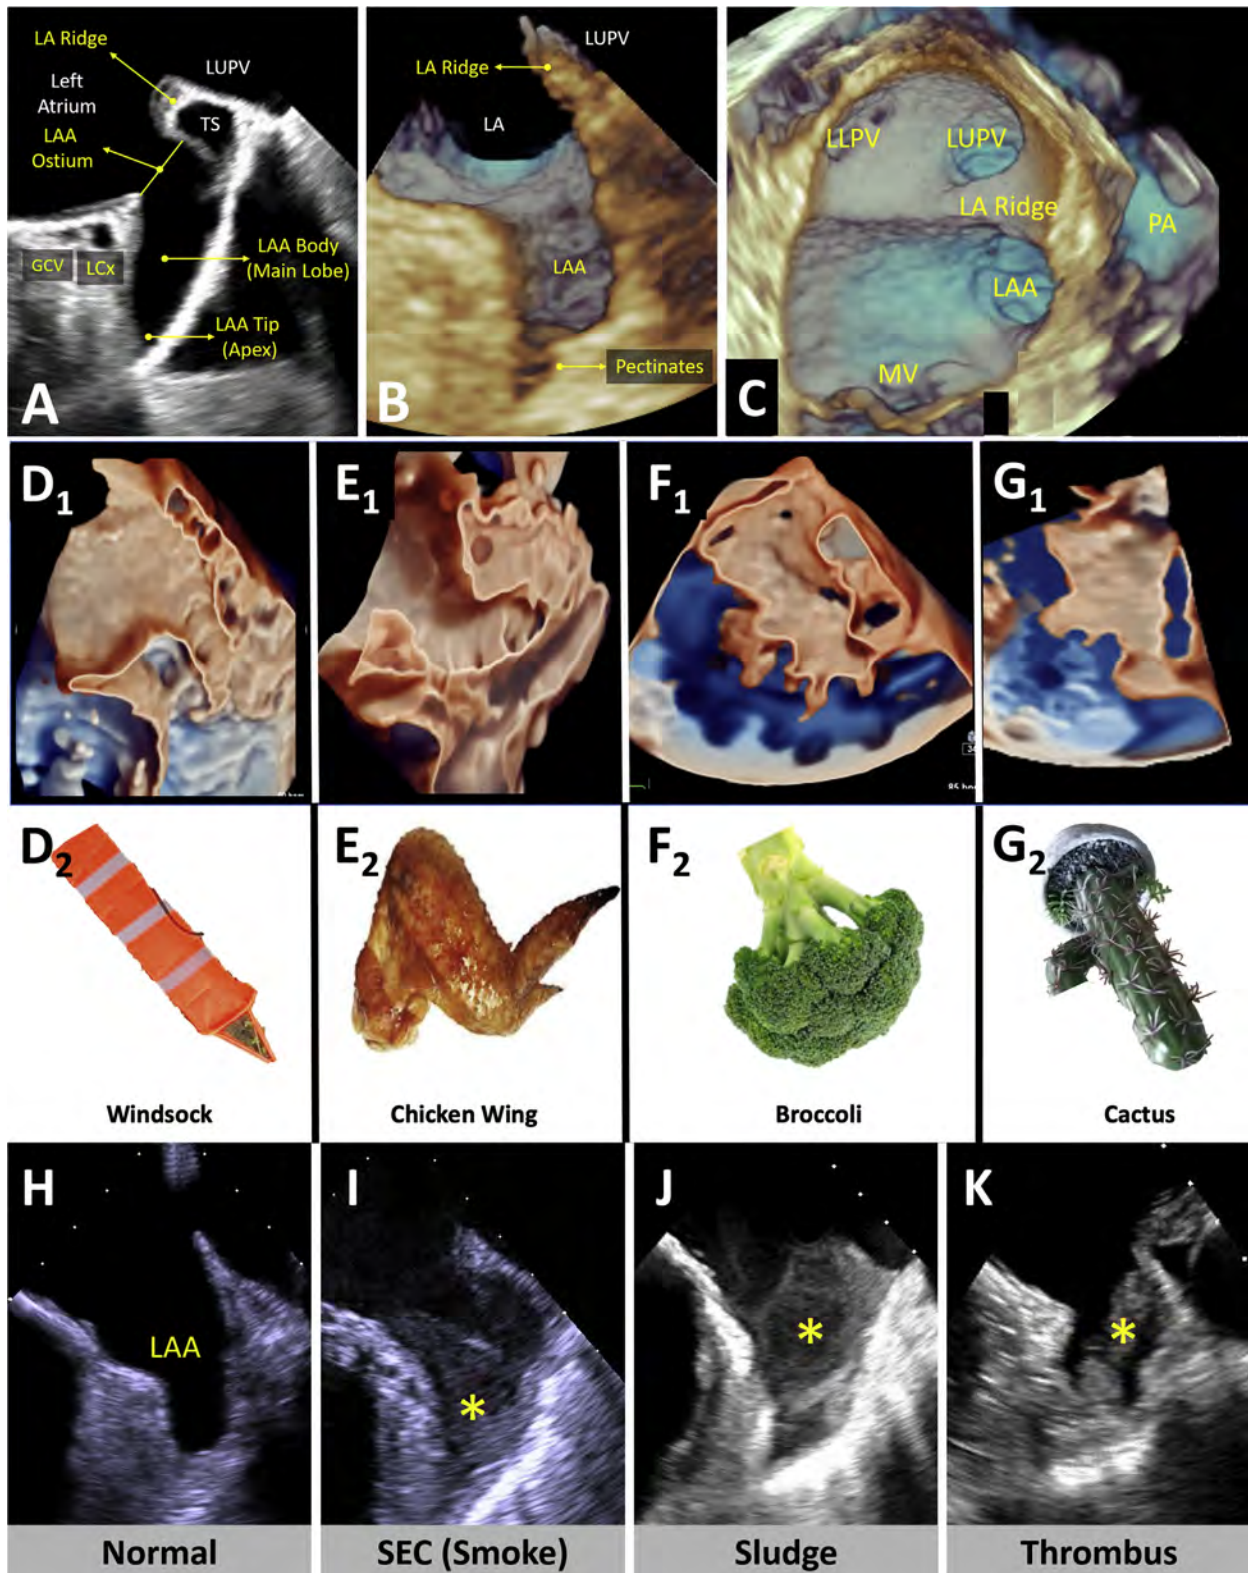 LA Ridge
LUPV
Left
Atrium
TS
LAA
Ostium
GCV
LCx
LAA Body
(Main Lobe)
LAA Tip
(Apex)
A
LUPV
LA Ridge
LA
LAA
Pectinates
B
LLPV
LUPV
LA Ridge
PA
LAA
MV
C
D1
E1
F1
G1
D2
E2
F2
G2
Windsock
Chicken Wing
Broccoli
Cactus
H
I
J
K
LAA
*
*
*
Normal
SEC (Smoke)
Sludge
Thrombus